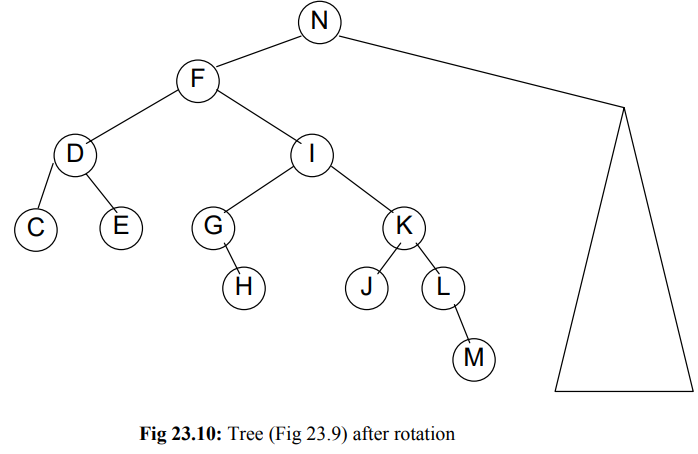 N
F
D
I
C
E
G
K
H
J
L
M
Fig 23.10: Tree (Fig 23.9) after rotation